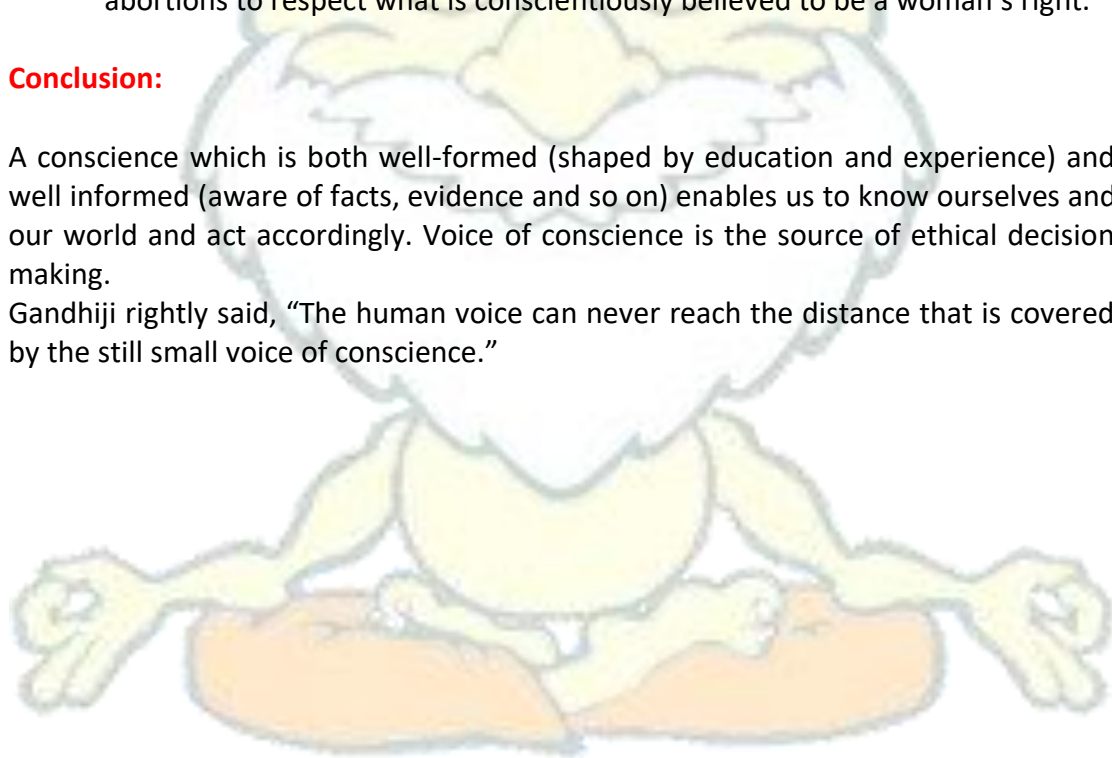 abortions to respect what is conscientiously believed to be a woman's right.
Conclusion:
A conscience which is both well-formed (shaped by education and experience) and
well informed (aware of facts, evidence and so on) enables us to know ourselves and
our world and act accordingly. Voice of conscience is the source of ethical decision
making.
Gandhiji rightly said, “The human voice can never reach the distance that is covered
by the still small voice of conscience.”